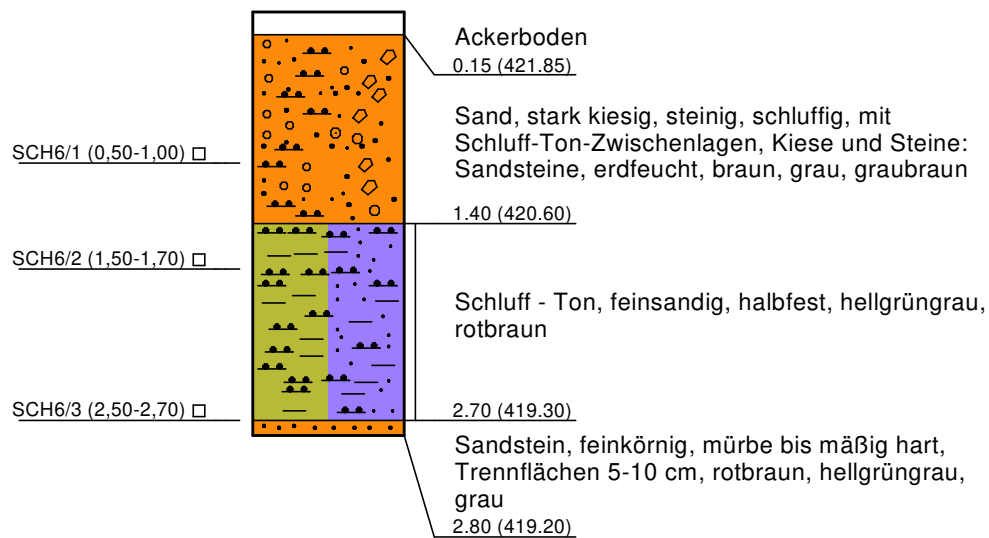 Ackerboden
0.15 (421.85)
Sand, stark kiesig, steinig, schluffig, mit
Schluff-Ton-Zwischenlagen, Kiese und Steine:
Sandsteine, erdfeucht, braun, grau, graubraun
SCH6/1 (0,50-1,00)
1.40 (420.60)
SCH6/2 (1,50-1,70)
Schluff - Ton, feinsandig, halbfest, hellgrüngrau,
rotbraun
SCH6/3 (2,50-2,70)
2.70 (419.30)
Sandstein, feinkörnig, mürbe bis mäßig hart,
Trennflächen 5-10 cm, rotbraun, hellgrüngrau,
grau
2.80 (419.20)